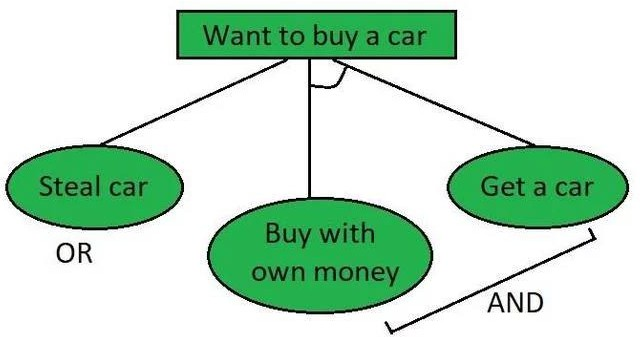 Want to buy a car
Steal car
OR
Buy with
own money
Get a car
AND